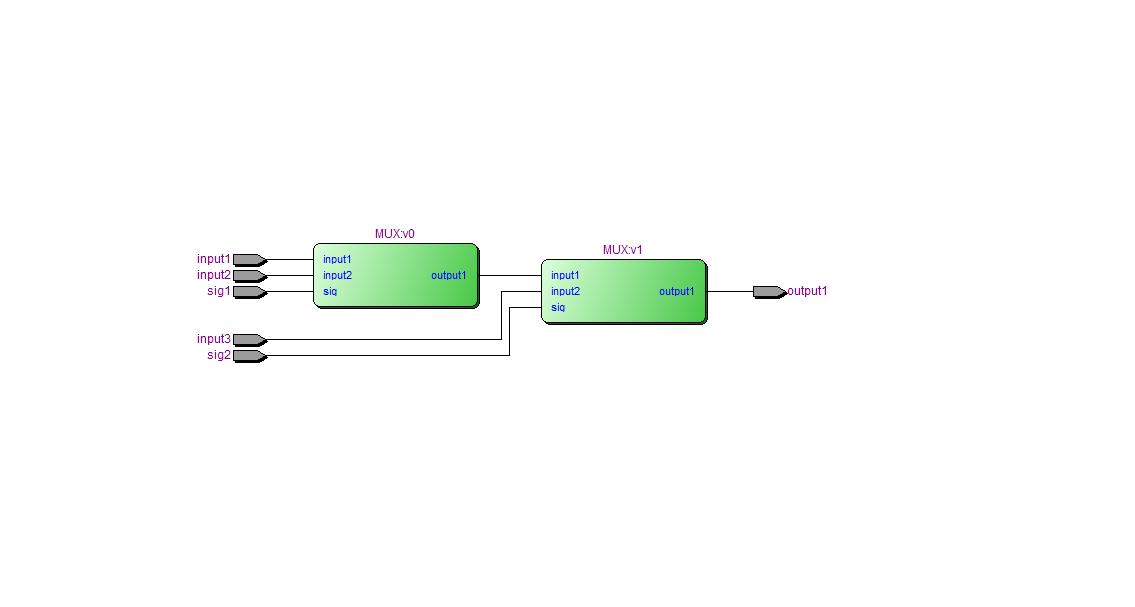 MUX:v0
MUX:v1
input1 input1 input1
input2 input2 output1 input2 output1 output1
sig1 sig sig
input3
sig2